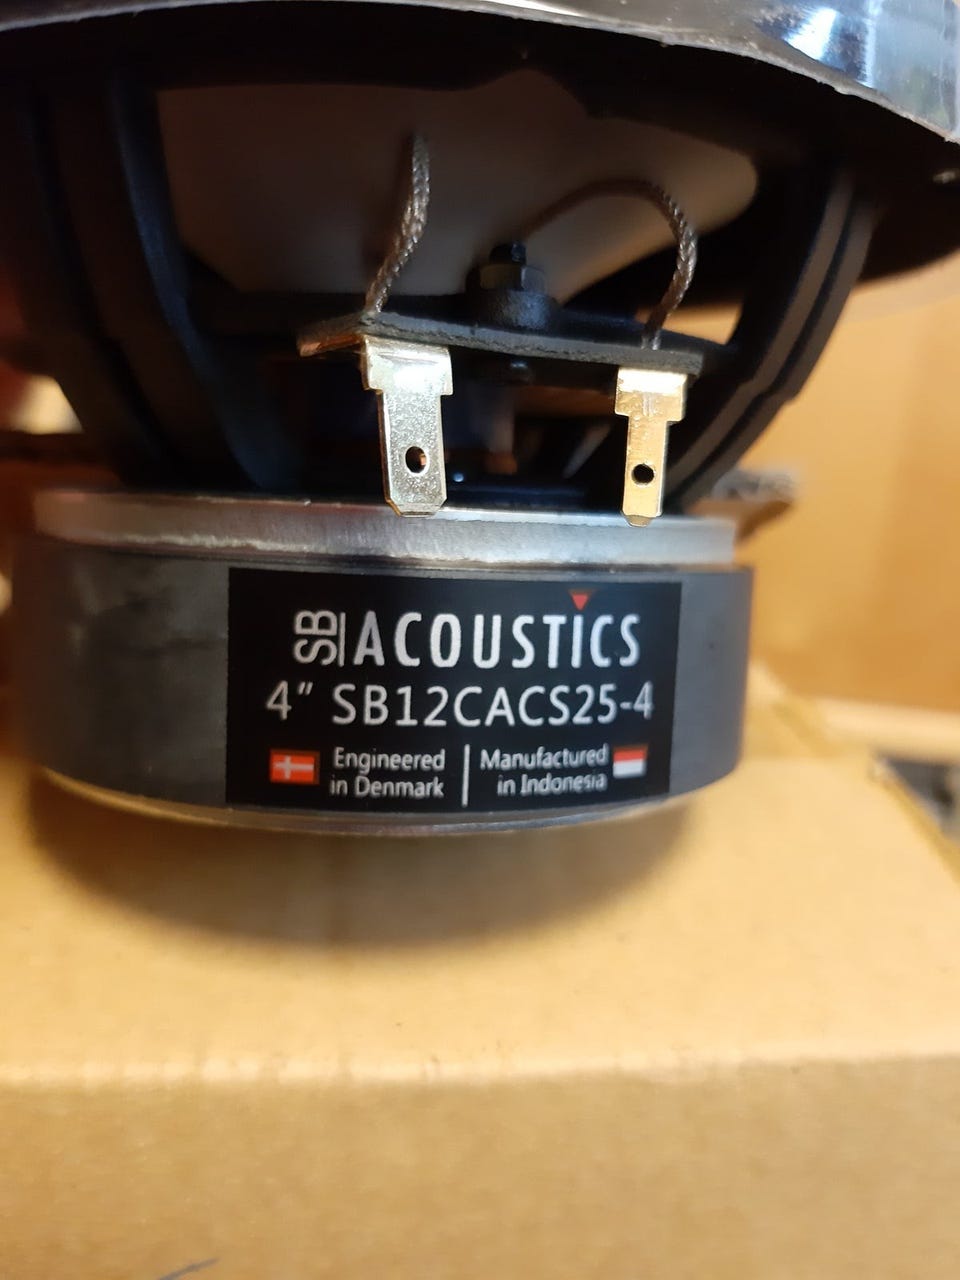 SB ACOUSTICS
4" SB12CACS25-4
Engineered
in Denmark
Manufactured
in Indonesia